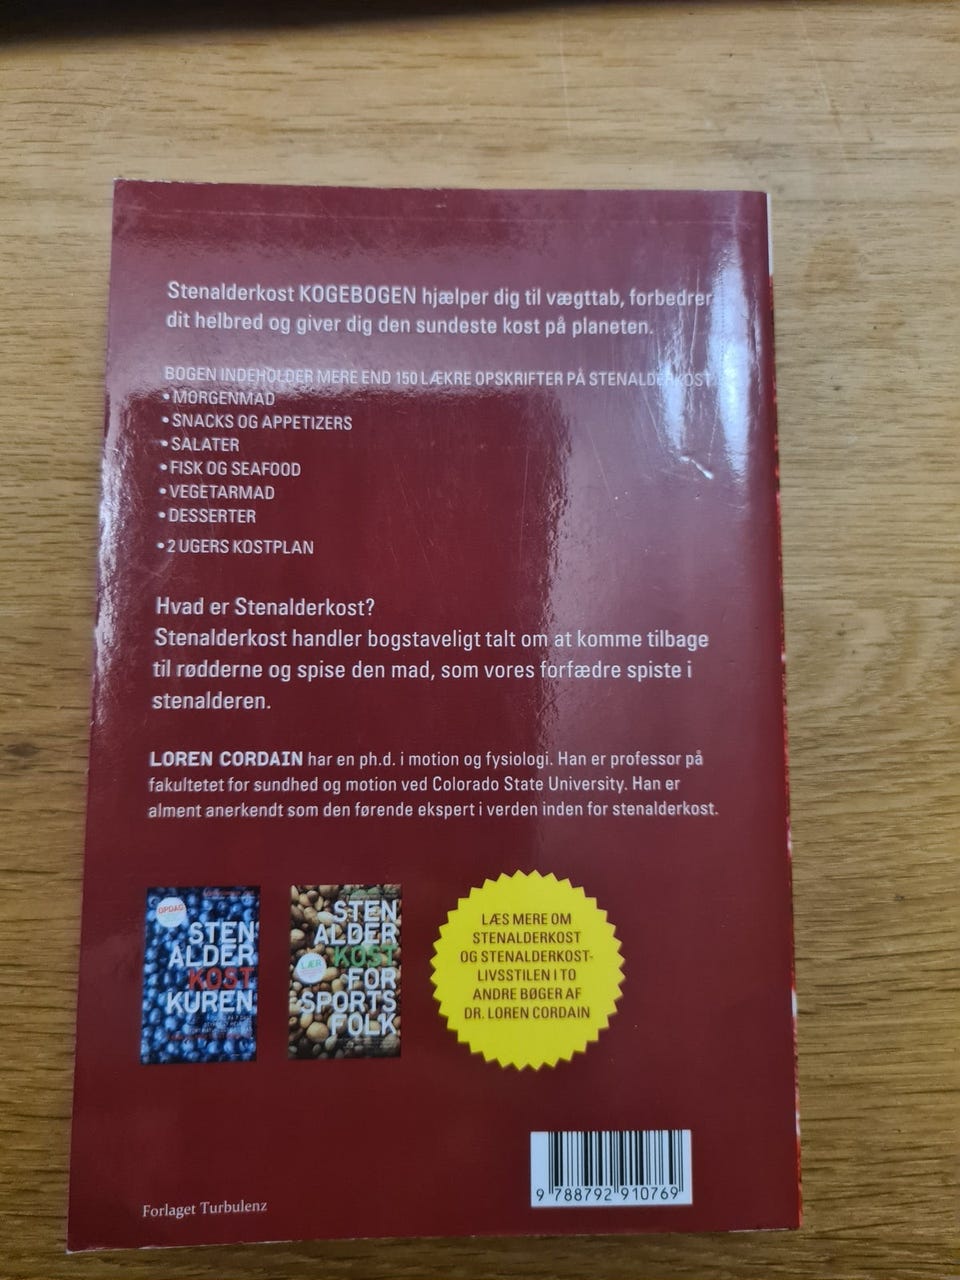 Stenalderkost KOGEBOGEN hjælper dig til vægttab, forbedrer
dit helbred og giver dig den sundeste kost på planeten.
BOGEN INDEHOLDER MERE END 150 LÆKRE OPSKRIFTER PÅ STENALDERKOST:
• MORGENMAD
• SNACKS OG APPETIZERS
• SALATER
• FISK OG SEAFOOD
• VEGETARMAD
• DESSERTER
• 2 UGERS KOSTPLAN
Hvad er Stenalderkost?
Stenalderkost handler bogstaveligt talt om at komme tilbage
til rødderne og spise den mad, som vores forfædre spiste i
stenalderen.
LOREN CORDAIN har en ph.d. i motion og fysiologi. Han er professor på
fakultetet for sundhed og motion ved Colorado State University. Han er
alment anerkendt som den førende ekspert i verden inden for stenalderkost.
OPDAG
STEN
ALDER
KOST
KUREN
STEN
ALDER
KOST
LÆR
FOR
SPORTS
FOLK
LÆS MERE OM
STENALDERKOST
OG STENALDERKOST-
LIVSSTILEN I TO
ANDRE BØGER AF
DR. LOREN CORDAIN
9 788792 910769
Forlaget Turbulenz